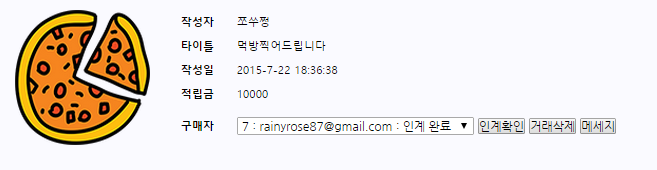 작성자 쪼쑤쩡
타이틀 먹방찍어드립니다
작성일 2015-7-22 18:36:38
적립금 10000
구매자 7 : rainyrose87@gmail.com : 인계 완료 ▼ 인계확인 거래삭제 메세지